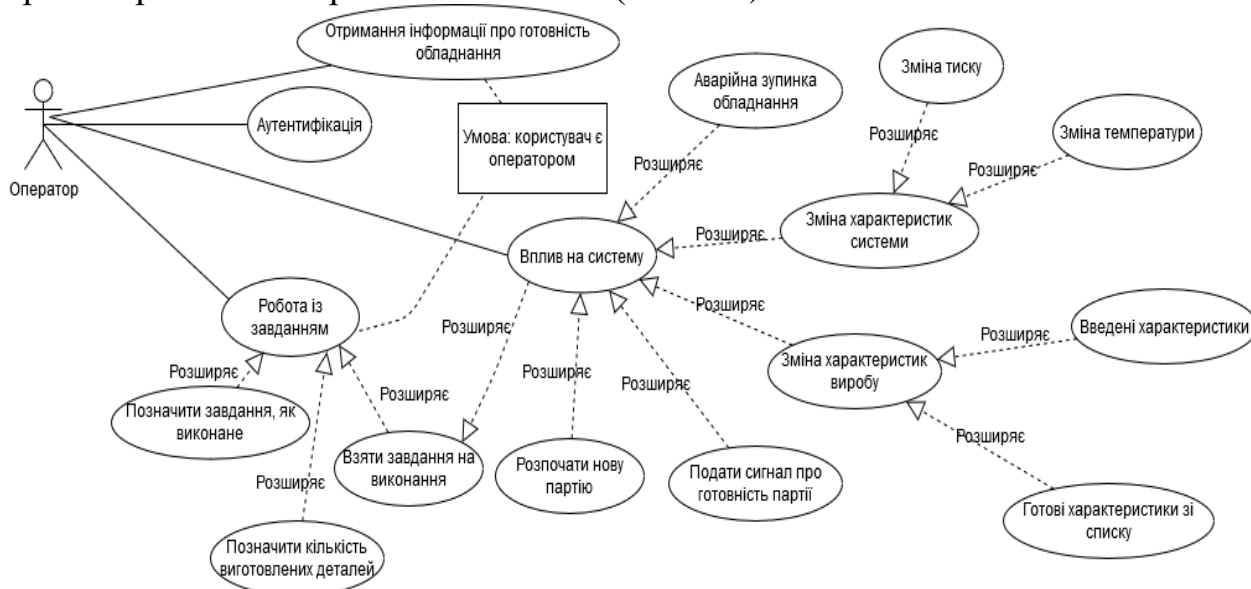 Отримання інформації про готовність
обладнання
Аутентифікація
Оператор
Умова: користувач є
оператором
Аварійна зупинка
обладнання
Зміна тиску
Розширяє
Зміна температури
Розширяє
Розширяє
Зміна характеристик
системи
Розширяє
Вплив на систему
Робота із
завданням
Розширяє
Розширяє
Введені характеристики
Розширяє
Зміна характеристик
виробу
Розширяє
Розширяє
Розширяє
Розширяє
Позначити завдання, як
виконане
Взяти завдання на
виконання
Розпочати нову
партію
Подати сигнал про
готовність партії
Розширяє
Розширяє
Готові характеристики зі
списку
Позначити кількість
виготовлених деталей